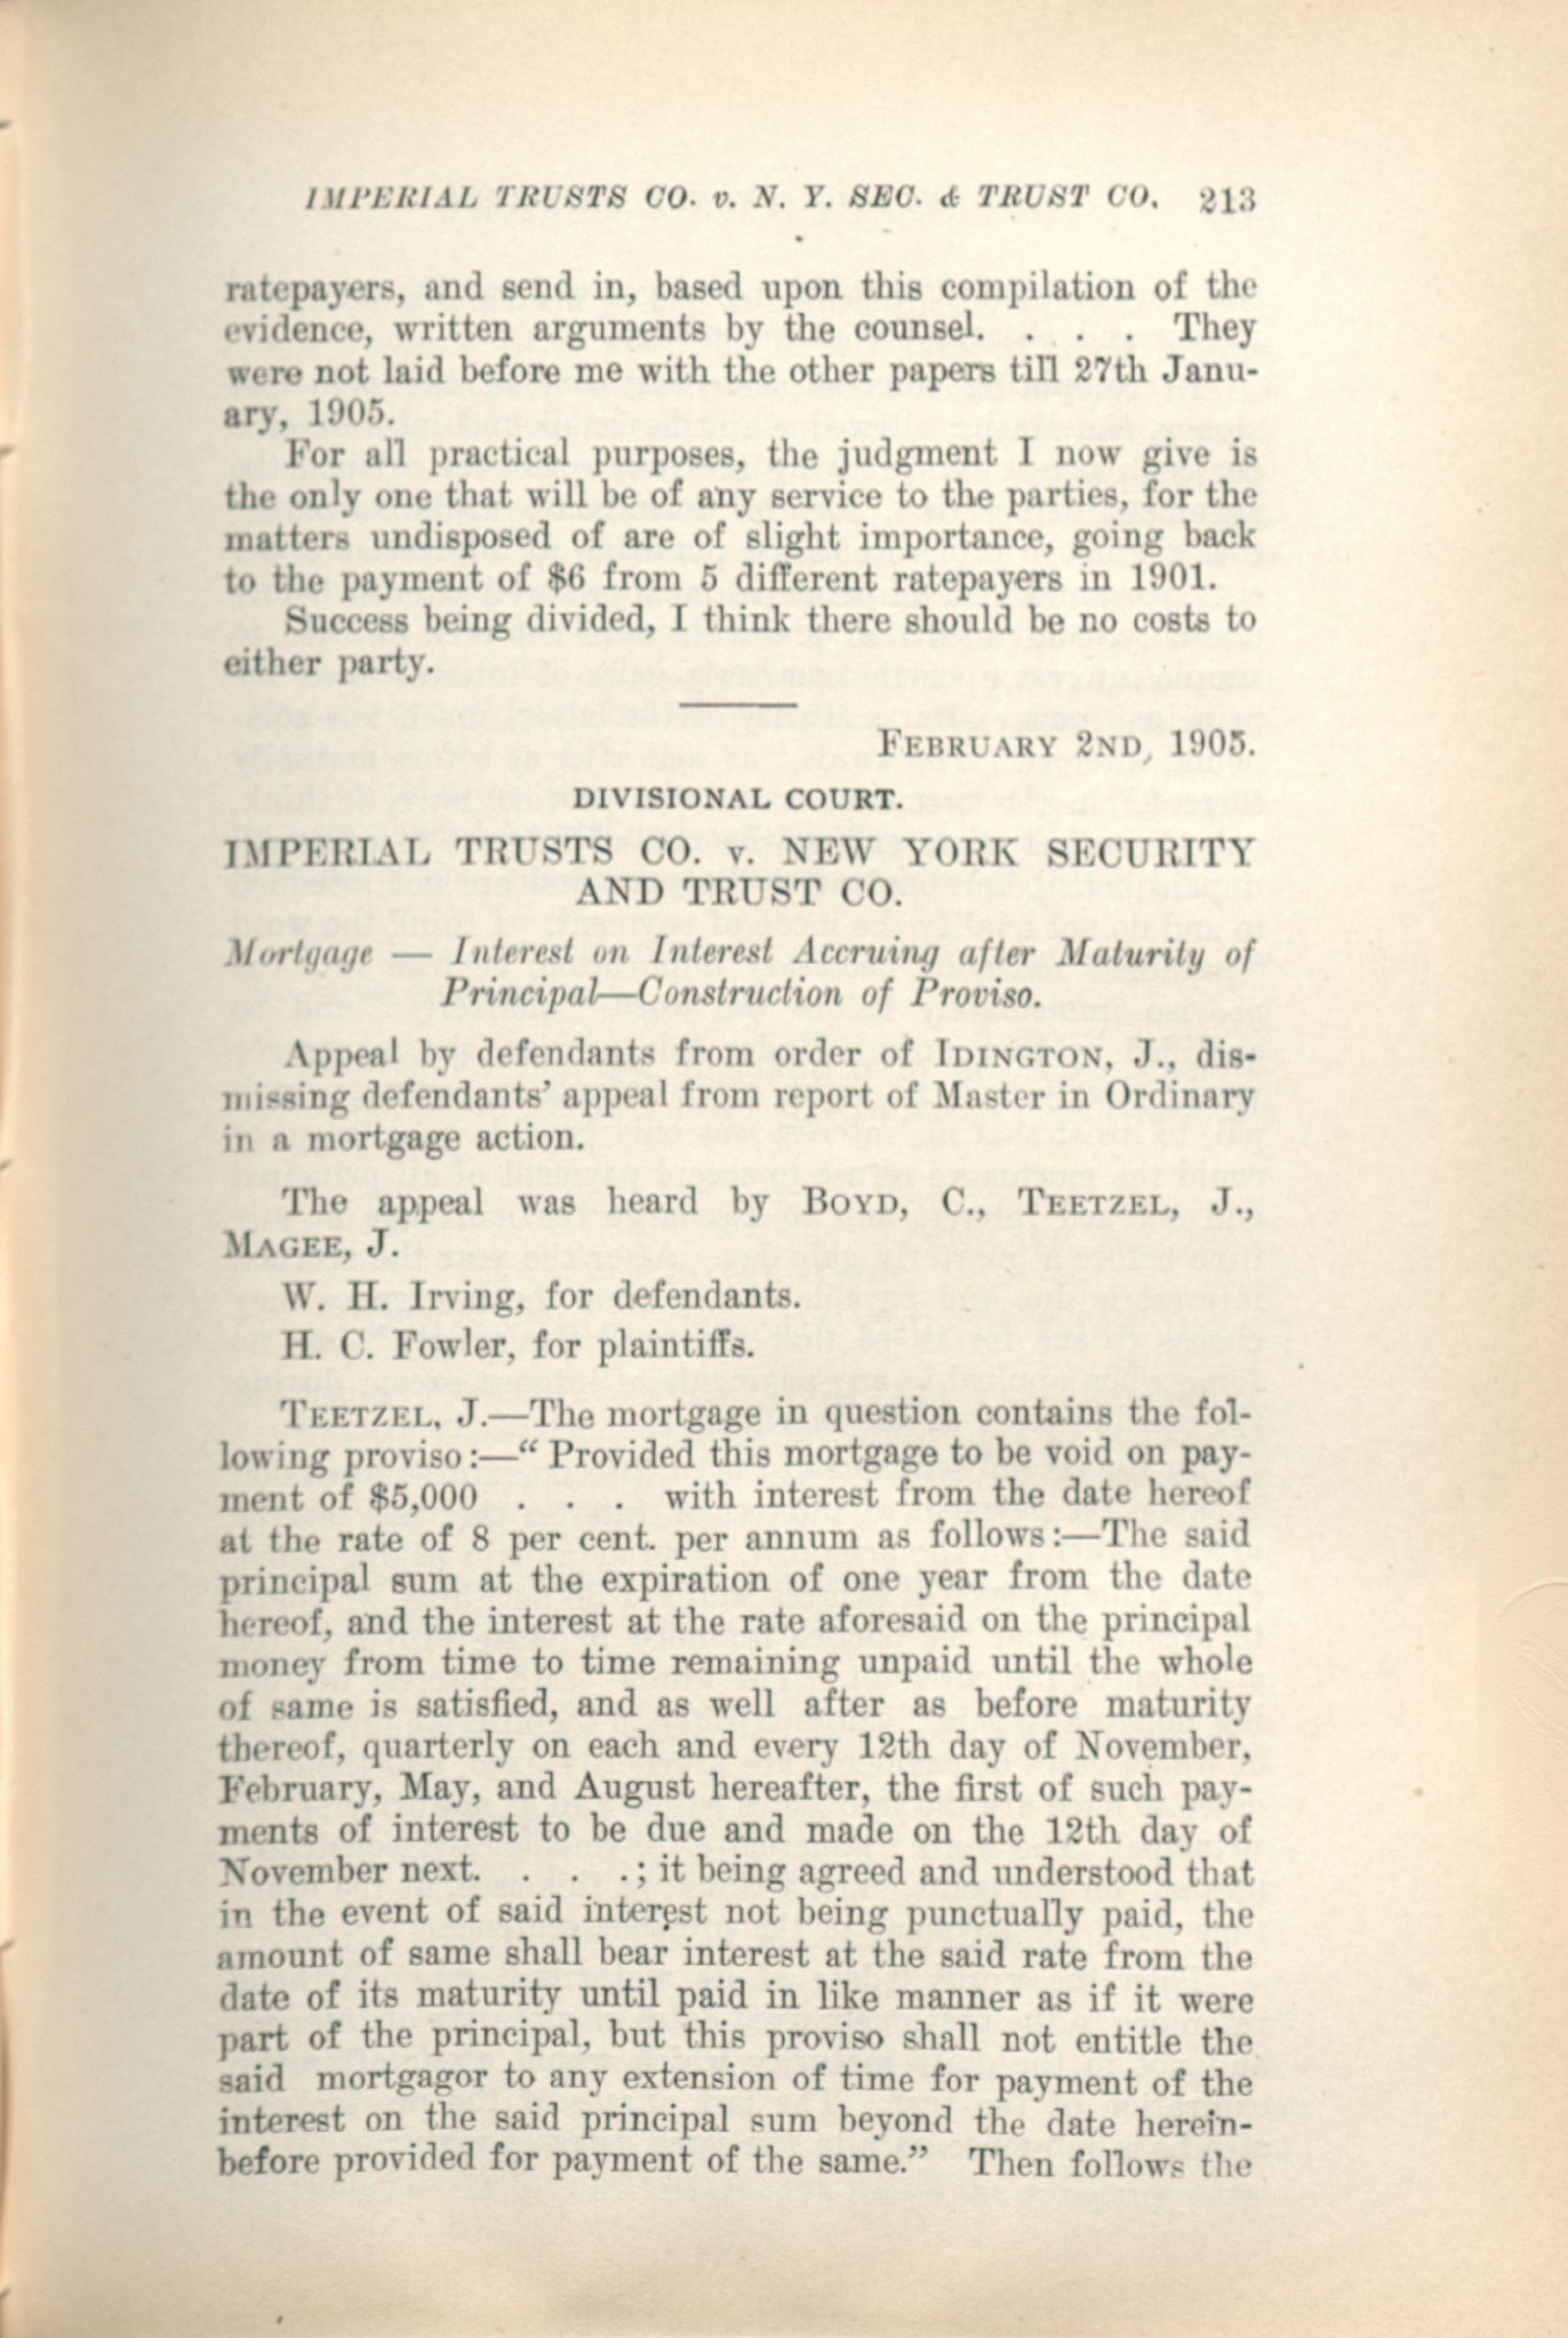 IMPERIAL TRUSTS CO. v. N. Y. SEC. & TRUST CO. 213
ratepayers, and send in, based upon this compilation of the
evidence, written arguments by the counsel. . . . They
were not laid before me with the other papers till 27th Janu-
ary, 1905.
For all practical purposes, the judgment I now give is
the only one that will be of any service to the parties, for the
matters undisposed of are of slight importance, going back
to the payment of $6 from 5 different ratepayers in 1901.
Success being divided, I think there should be no costs to
either party.
FEBRUARY 2ND, 1905.
DIVISIONAL COURT.
IMPERIAL TRUSTS CO. v. NEW YORK SECURITY
AND TRUST CO.
Mortgage — Interest on Interest Accruing after Maturity of
Principal—Construction of Proviso.
Appeal by defendants from order of IDINGTON, J., dis-
missing defendants' appeal from report of Master in Ordinary
in a mortgage action.
The appeal was heard by BOYD, C., TEETZEL, J.,
MAGEE, J.
W. H. Irving, for defendants.
H. C. Fowler, for plaintiffs.
TEETZEL, J.—The mortgage in question contains the fol-
lowing proviso:—“ Provided this mortgage to be void on pay-
ment of $5,000 . . . with interest from the date hereof
at the rate of 8 per cent. per annum as follows:—The said
principal sum at the expiration of one year from the date
hereof, and the interest at the rate aforesaid on the principal
money from time to time remaining unpaid until the whole
of same is satisfied, and as well after as before maturity
thereof, quarterly on each and every 12th day of November,
February, May, and August hereafter, the first of such pay-
ments of interest to be due and made on the 12th day of
November next. . . .; it being agreed and understood that
in the event of said interest not being punctually paid, the
amount of same shall bear interest at the said rate from the
date of its maturity until paid in like manner as if it were
part of the principal, but this proviso shall not entitle the
said mortgagor to any extension of time for payment of the
interest on the said principal sum beyond the date herein-
before provided for payment of the same.” Then follows the